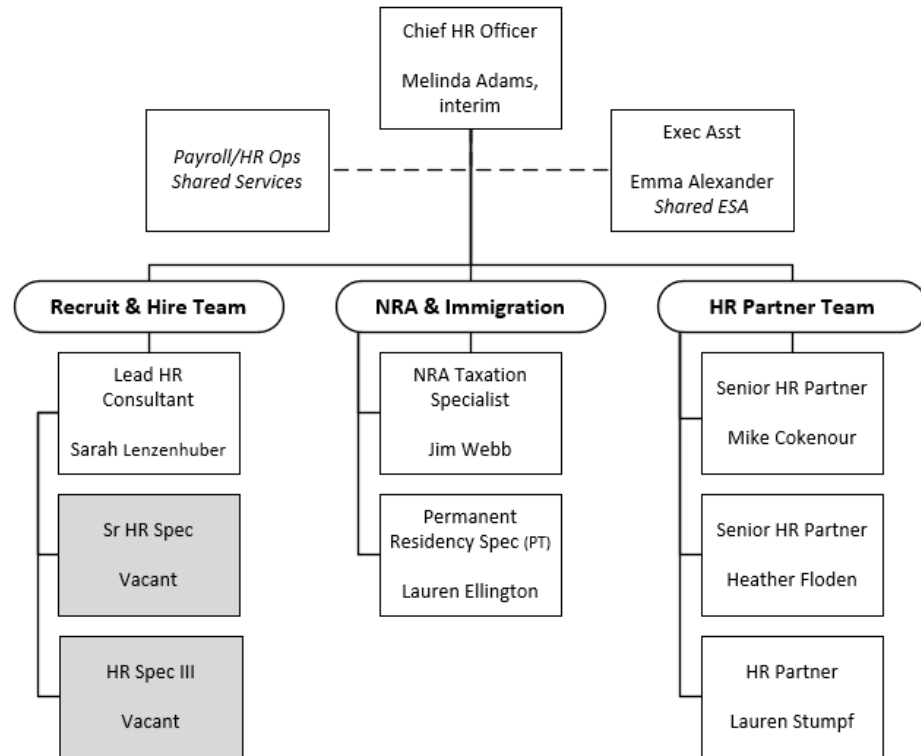 Chief HR Officer
Melinda Adams,
interim
Payroll/HR Ops
Shared Services
Exec Asst
Emma Alexander
Shared ESA
Recruit & Hire Team
NRA & Immigration
HR Partner Team
Lead HR
Consultant
Sarah Lenzenhuber
Sr HR Spec
Vacant
HR Spec III
Vacant
NRA Taxation
Specialist
Jim Webb
Permanent
Residency Spec (PT)
Lauren Ellington
Senior HR Partner
Mike Cokenour
Senior HR Partner
Heather Floden
HR Partner
Lauren Stumpf